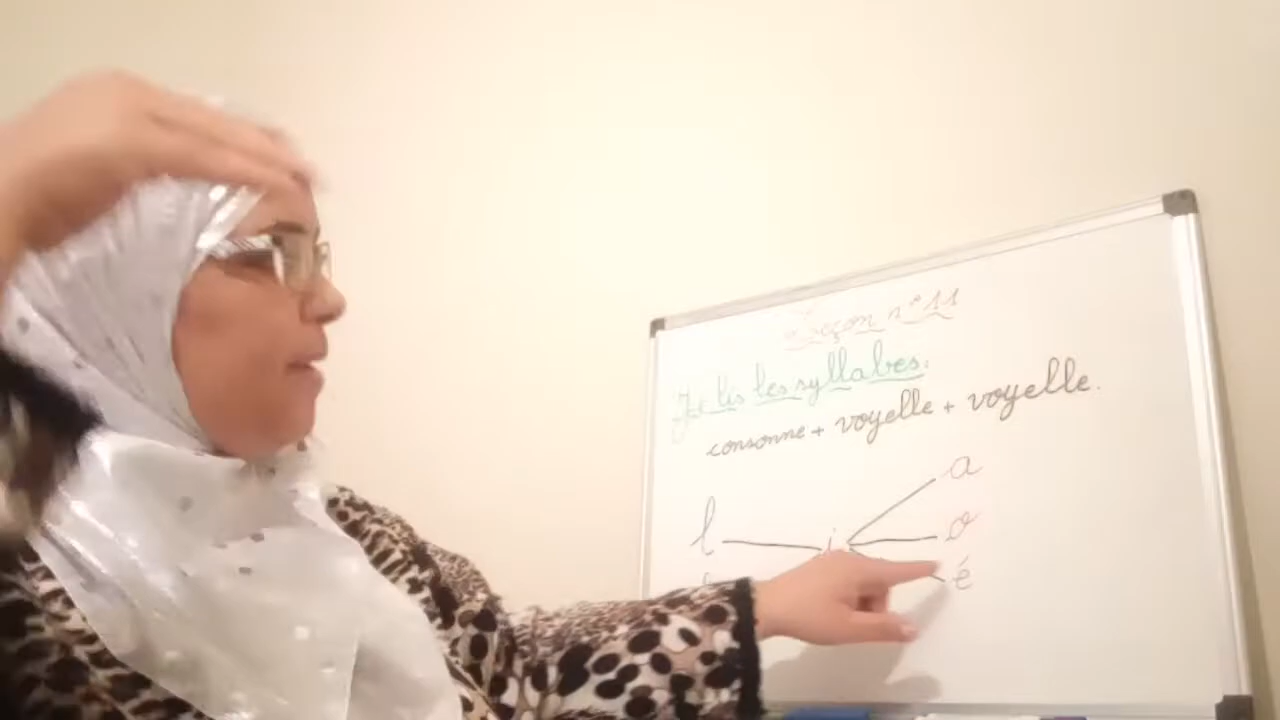 Leçon n° 11
Je lis les syllabes.
consonne + voyelle + voyelle.
a
l i o
é